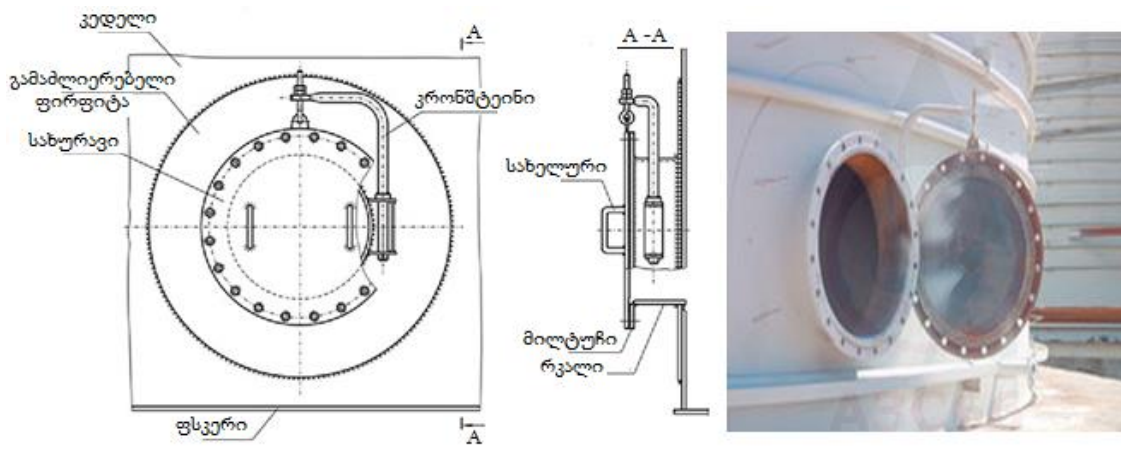 კედელი
A
A -A
გამაძლიერებელი
ფირფიტა
კრონშტეინი
სახურავი
სახელური
მილტუჩი
რკალი
ფსკერი
A